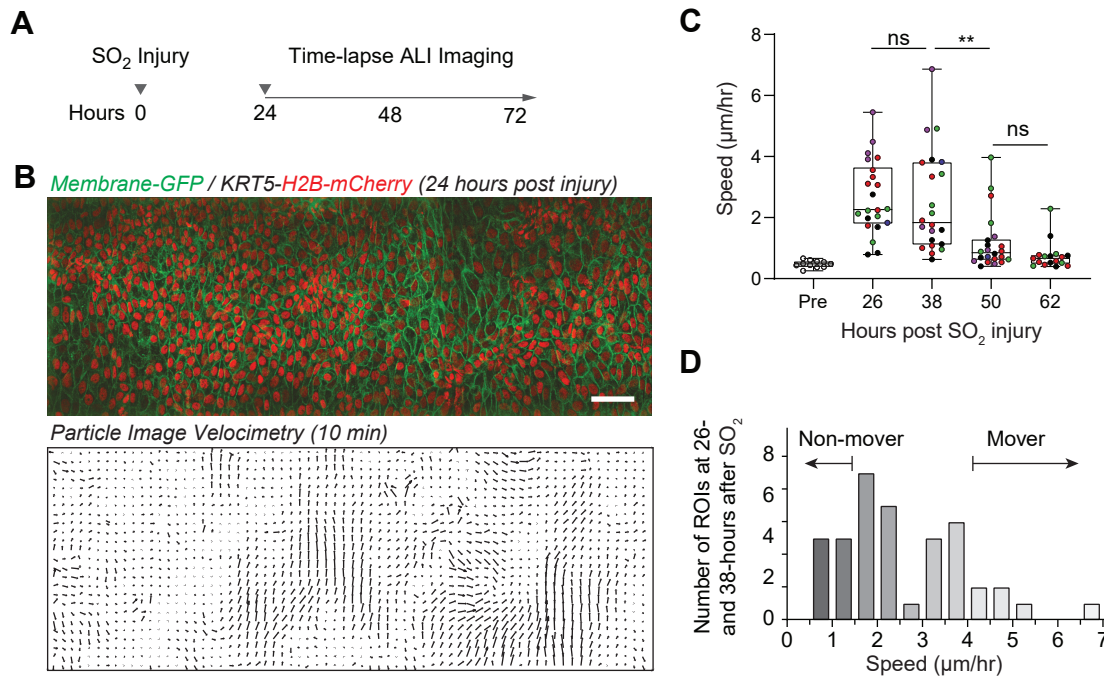 A
SO2 Injury
Time-lapse ALI Imaging
Hours 0 24 48 72
B
Membrane-GFP / KRT5-H2B-mCherry (24 hours post injury)
Particle Image Velocimetry (10 min)
C
Speed (µm/hr)
8
6
4
2
0
ns
**
ns
Pre 26 38 50 62
Hours post SO2 injury
D
Number of ROIs at 26-
and 38-hours after SO2
8
6
4
2
0
Non-mover
Mover
0 1 2 3 4 5 6 7
Speed (µm/hr)